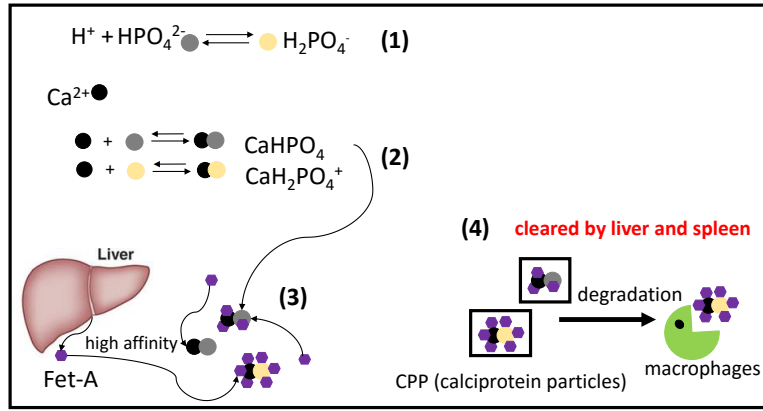 H⁺ + HPO₄²⁻ H₂PO₄⁻ (1)
Ca²⁺
+ CaHPO₄
(2)
+ CaH₂PO₄⁺
(4) cleared by liver and spleen
Liver
(3)
degradation
high affinity
Fet-A
CPP (calciprotein particles)
macrophages